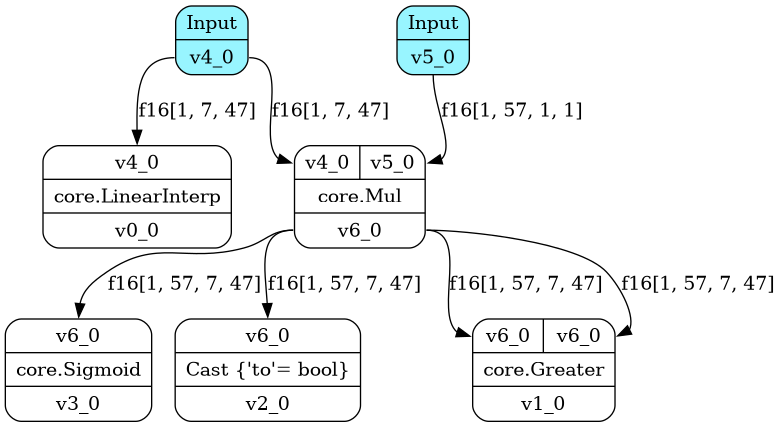 Input
v4_0
Input
v5_0
f16[1, 7, 47]
f16[1, 7, 47]
f16[1, 57, 1, 1]
v4_0
core.LinearInterp
v0_0
v4_0
v5_0
core.Mul
v6_0
f16[1, 57, 7, 47]
f16[1, 57, 7, 47]
f16[1, 57, 7, 47]
f16[1, 57, 7, 47]
v6_0
core.Sigmoid
v3_0
v6_0
Cast {'to'= bool}
v2_0
v6_0
v6_0
core.Greater
v1_0